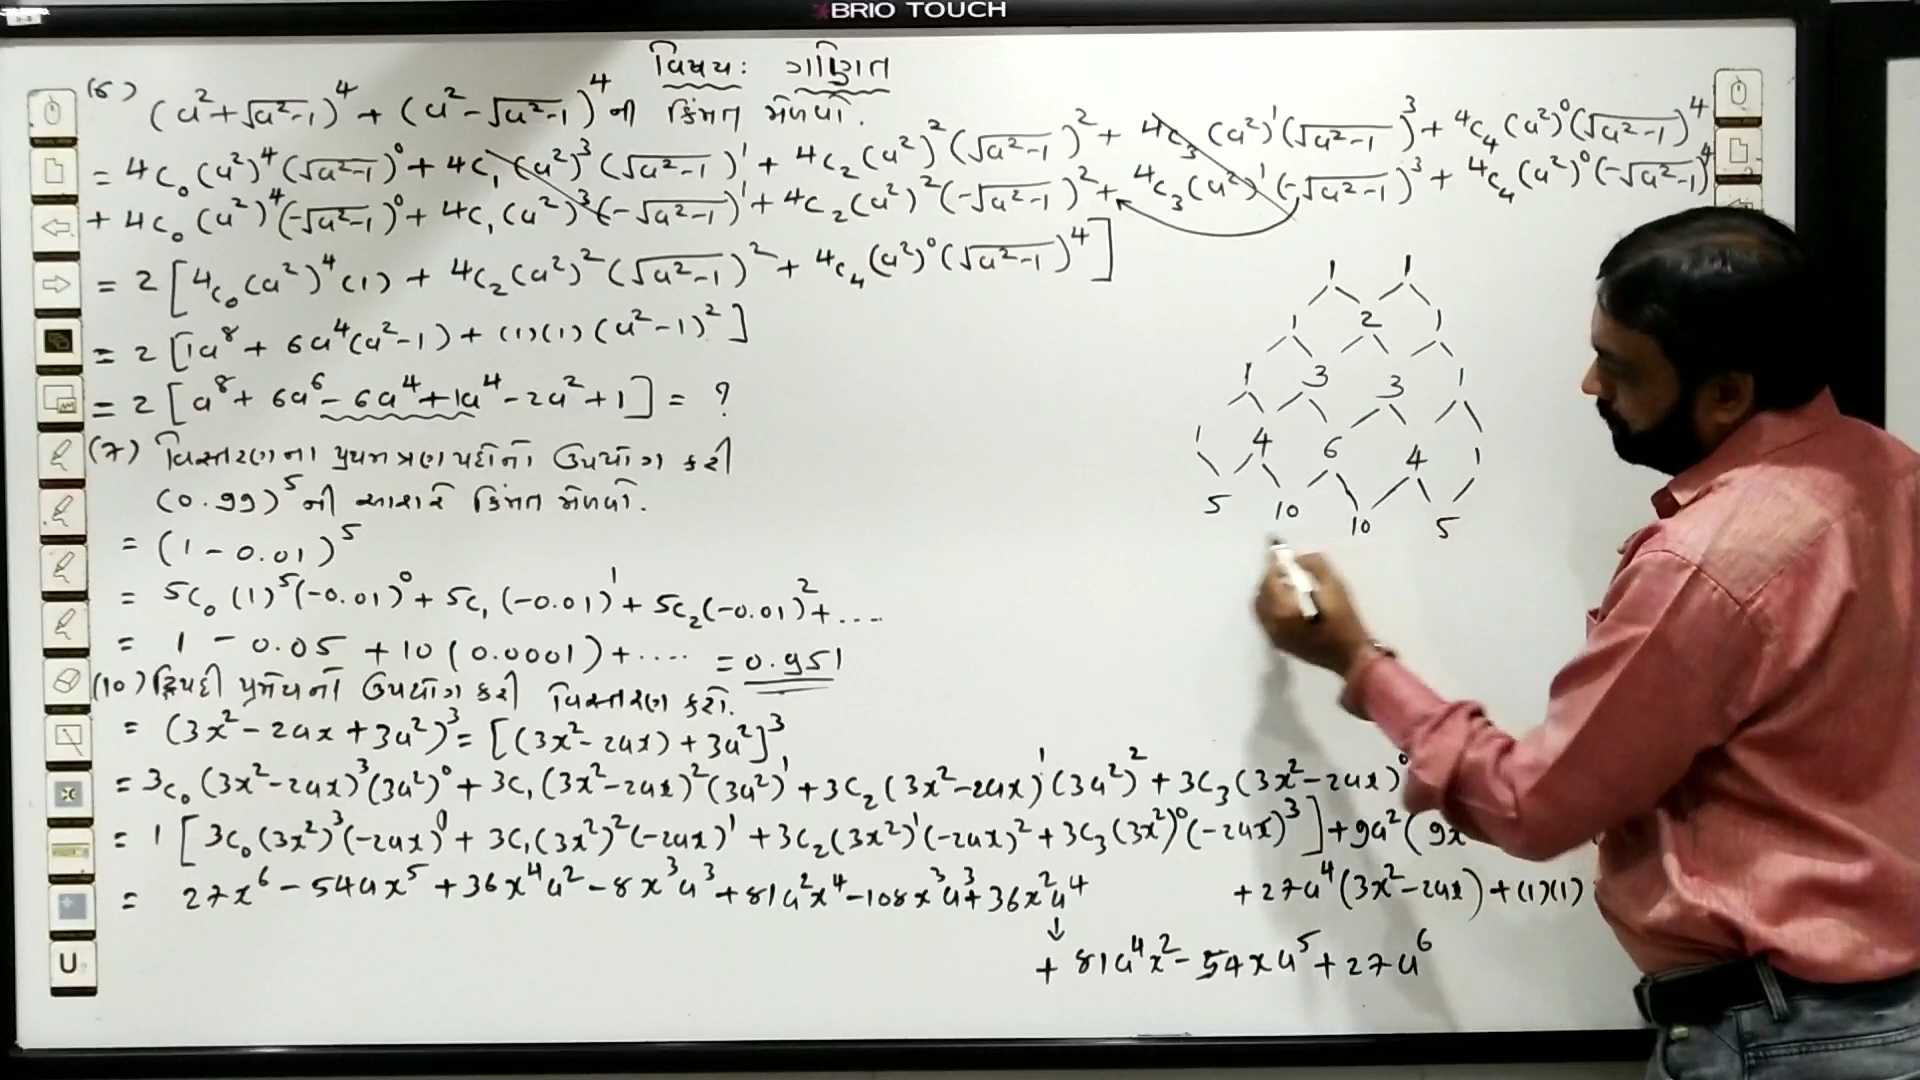 BRIO TOUCH
વિષય: ગણિત
(6) (a²+√a²-1)⁴ + (a²-√a²-1)⁴ ની કિંમત મેળવો.
= 4C₀(a²)⁴(√a²-1)⁰ + 4C₁(a²)³(√a²-1)¹ + 4C₂(a²)²(√a²-1)² + 4C₃(a²)¹(√a²-1)³ + 4C₄(a²)⁰(√a²-1)⁴
+ 4C₀(a²)⁴(-√a²-1)⁰ + 4C₁(a²)³(-√a²-1)¹ + 4C₂(a²)²(-√a²-1)² + 4C₃(a²)¹(-√a²-1)³ + 4C₄(a²)⁰(-√a²-1)⁴
= 2[4C₀(a²)⁴(1) + 4C₂(a²)²(√a²-1)² + 4C₄(a²)⁰(√a²-1)⁴]
= 2[1a⁸ + 6a⁴(a²-1) + (1)(1)(a²-1)²]
= 2[a⁸ + 6a⁶ - 6a⁴ + 1a⁴ - 2a² + 1] = ?
(7) વિસ્તરણના પ્રથમ ત્રણ પદોનો ઉપયોગ કરી
(0.99)⁵ ની આશરે કિંમત મેળવો.
= (1 - 0.01)⁵
= 5C₀(1)⁵(-0.01)⁰ + 5C₁(-0.01)¹ + 5C₂(-0.01)² + ....
= 1 - 0.05 + 10(0.0001) + .... = 0.951
(10) દ્વિપદી પ્રમેયનો ઉપયોગ કરી વિસ્તરણ કરો.
= (3x² - 2ax + 3a²)³ = [(3x² - 2ax) + 3a²]³
= 3C₀(3x²-2ax)³(3a²)⁰ + 3C₁(3x²-2ax)²(3a²)¹ + 3C₂(3x²-2ax)¹(3a²)² + 3C₃(3x²-2ax)⁰
= 1[3C₀(3x²)³(-2ax)⁰ + 3C₁(3x²)²(-2ax)¹ + 3C₂(3x²)¹(-2ax)² + 3C₃(3x²)⁰(-2ax)³] + 9a²(9x
+ 27a⁴(3x²-2ax) + (1)(1)
= 27x⁶ - 54ax⁵ + 36x⁴a² - 8x³a³ + 81a²x⁴ - 108x³a³ + 36x²a⁴
↓
+ 81a⁴x² - 54xa⁵ + 27a⁶
1 1
1 2 1
1 3 3 1
1 4 6 4 1
5 10 10 5
U